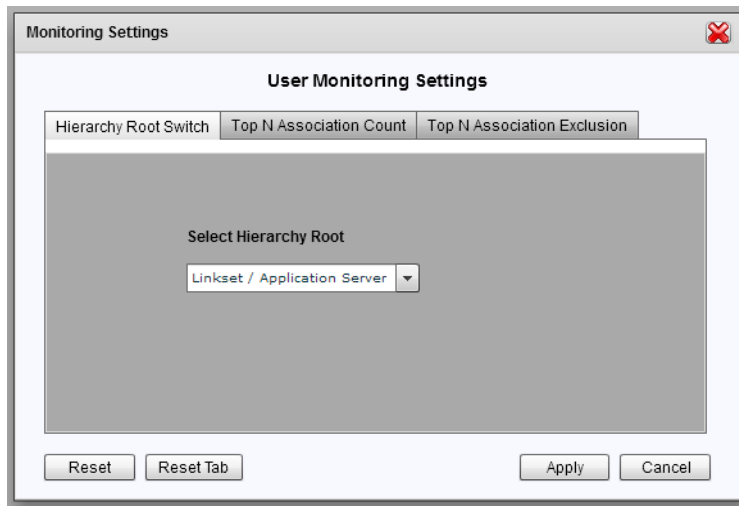 Monitoring Settings
User Monitoring Settings
Hierarchy Root Switch Top N Association Count Top N Association Exclusion
Select Hierarchy Root
Linkset / Application Server
Reset Reset Tab Apply Cancel